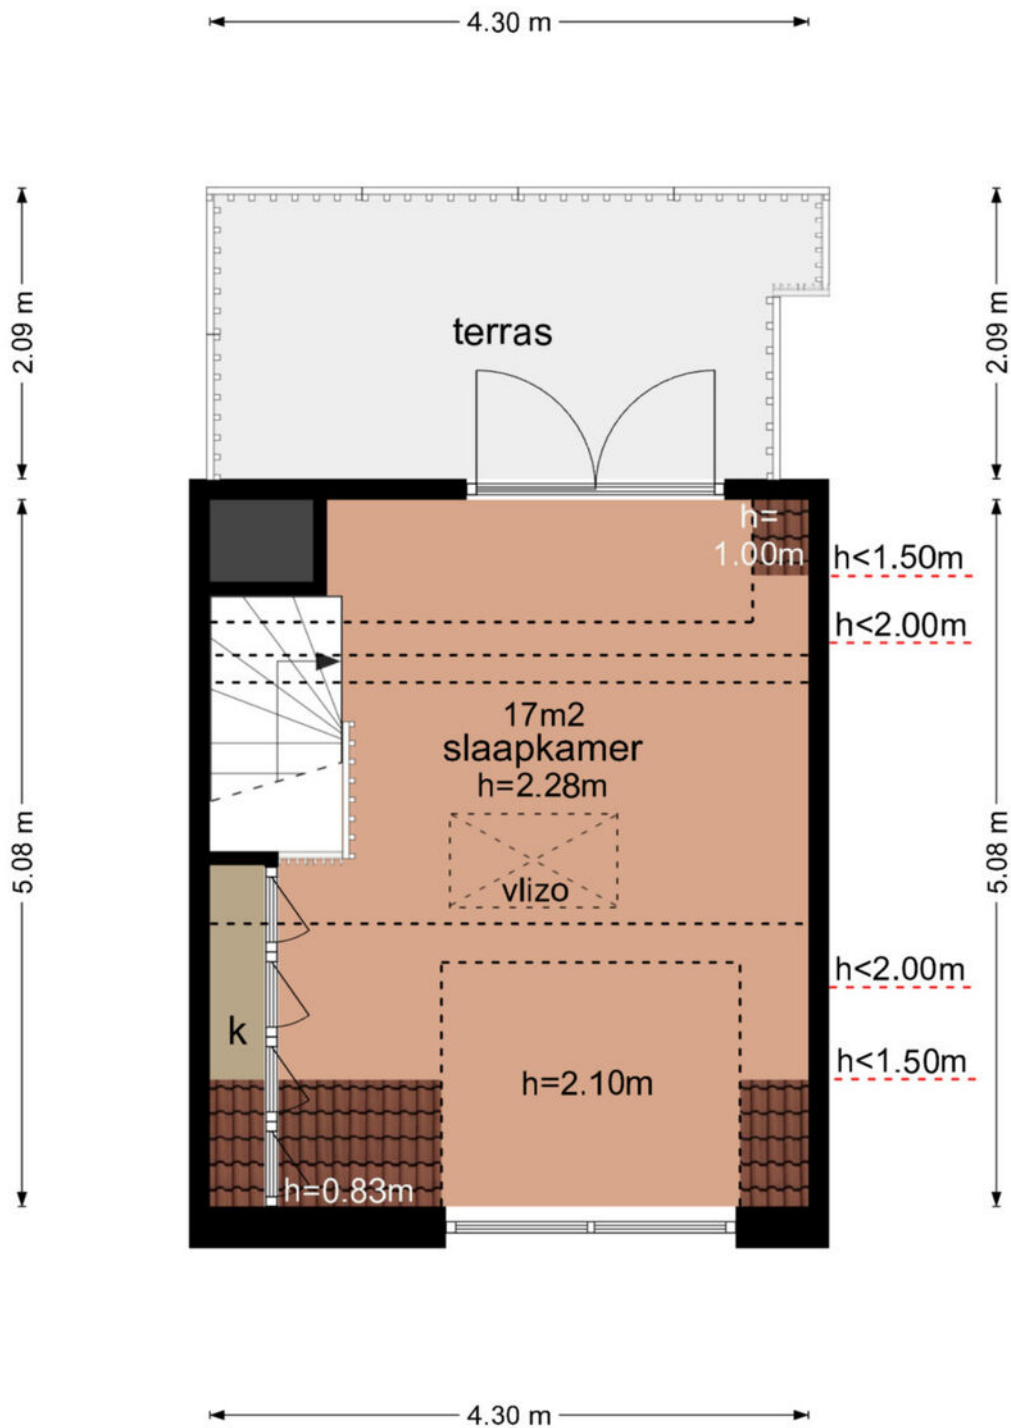 4.30 m
2.09 m
2.09 m
terras
h=
1.00m
h<1.50m
h<2.00m
17m2
slaapkamer
h=2.28m
5.08 m
5.08 m
vlizo
h<2.00m
k
h<1.50m
h=2.10m
h=0.83m
4.30 m